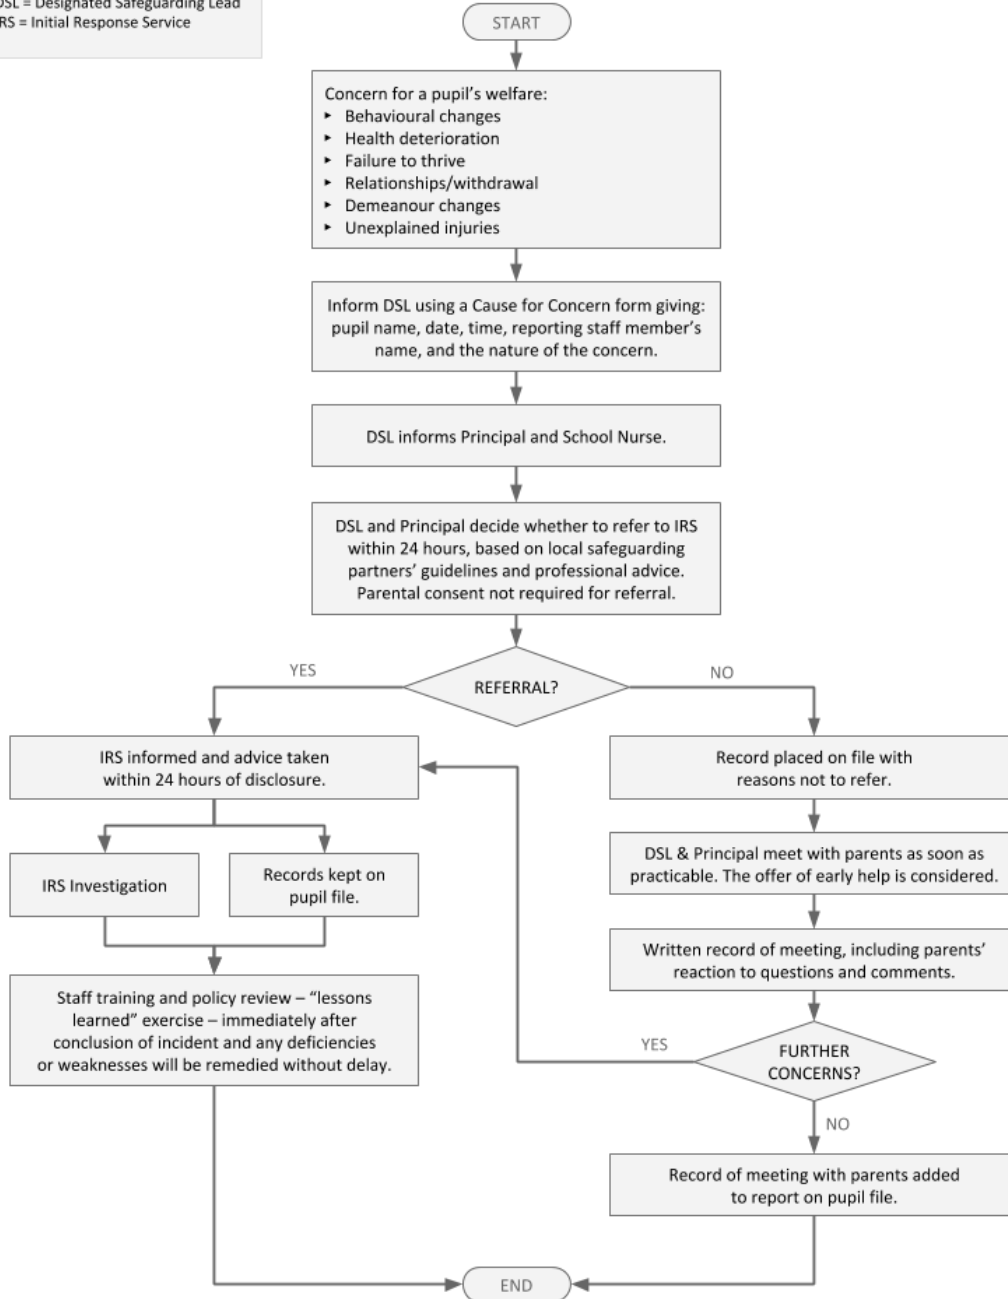 DSL = Designated Safeguarding Lead
IRS = Initial Response Service
START
Concern for a pupil's welfare:
▸ Behavioural changes
▸ Health deterioration
▸ Failure to thrive
▸ Relationships/withdrawal
▸ Demeanour changes
▸ Unexplained injuries
Inform DSL using a Cause for Concern form giving:
pupil name, date, time, reporting staff member's
name, and the nature of the concern.
DSL informs Principal and School Nurse.
DSL and Principal decide whether to refer to IRS
within 24 hours, based on local safeguarding
partners' guidelines and professional advice.
Parental consent not required for referral.
REFERRAL?
YES
NO
IRS informed and advice taken
within 24 hours of disclosure.
IRS Investigation
Records kept on
pupil file.
Staff training and policy review – “lessons
learned” exercise – immediately after
conclusion of incident and any deficiencies
or weaknesses will be remedied without delay.
Record placed on file with
reasons not to refer.
DSL & Principal meet with parents as soon as
practicable. The offer of early help is considered.
Written record of meeting, including parents'
reaction to questions and comments.
FURTHER
CONCERNS?
YES
NO
Record of meeting with parents added
to report on pupil file.
END